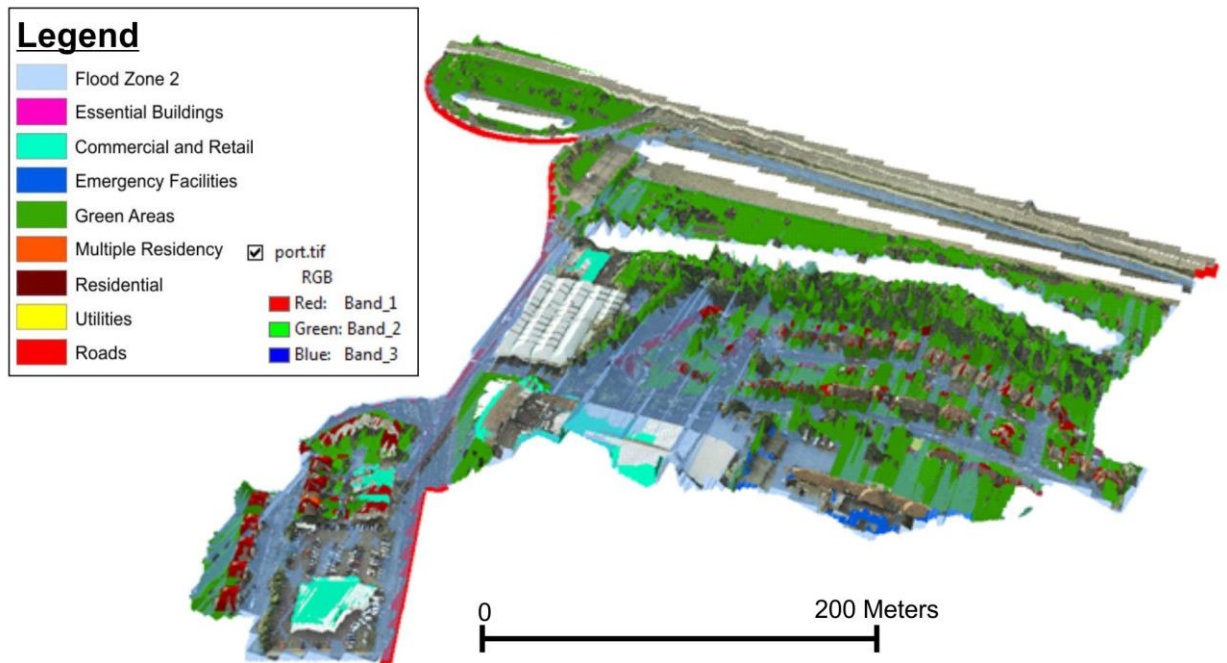 Legend
Flood Zone 2
Essential Buildings
Commercial and Retail
Emergency Facilities
Green Areas
Multiple Residency
Residential
Utilities
Roads
port.tif
RGB
Red: Band_1
Green: Band_2
Blue: Band_3
0 200 Meters